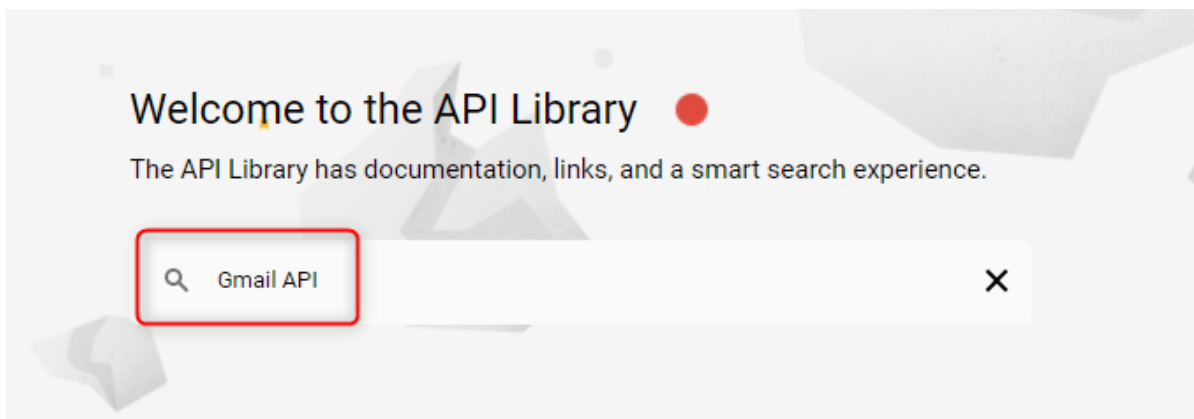 Welcome to the API Library
The API Library has documentation, links, and a smart search experience.
Gmail API